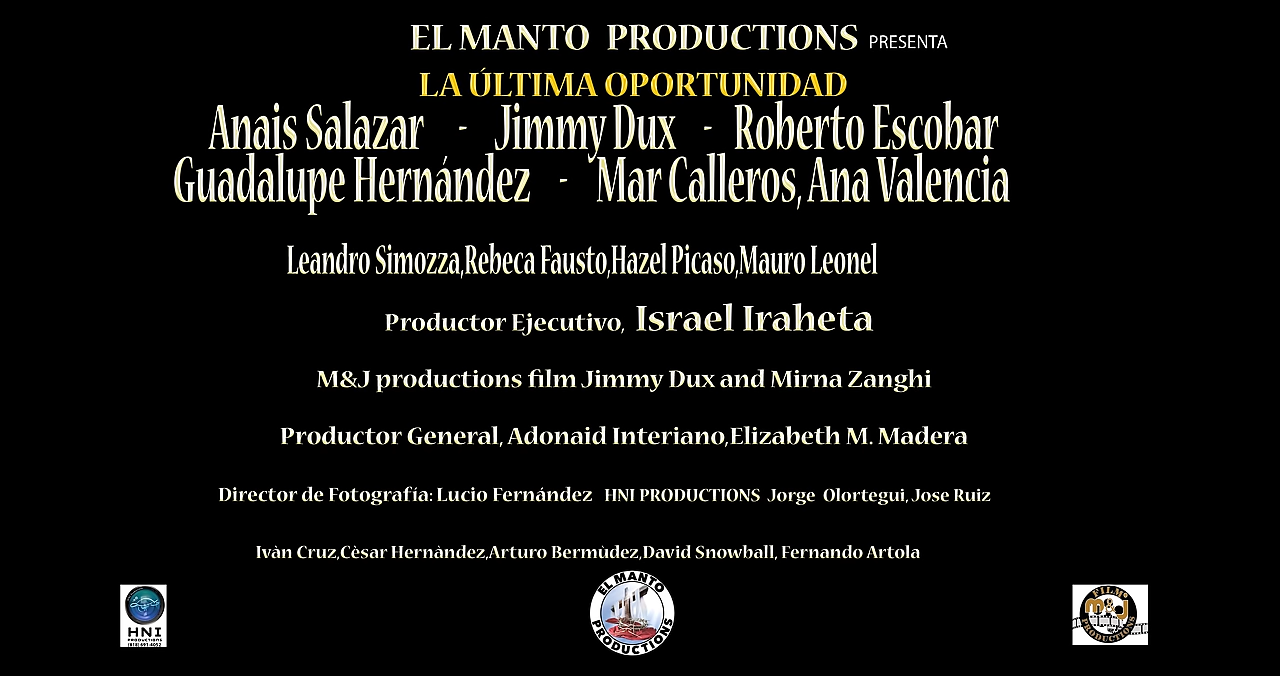 EL MANTO PRODUCTIONS PRESENTA
LA ÚLTIMA OPORTUNIDAD
Anais Salazar - Jimmy Dux - Roberto Escobar
Guadalupe Hernández - Mar Calleros, Ana Valencia
Leandro Simozza,Rebeca Fausto,Hazel Picaso,Mauro Leonel
Productor Ejecutivo, Israel Iraheta
M&J productions film Jimmy Dux and Mirna Zanghi
Productor General, Adonaid Interiano,Elizabeth M. Madera
Director de Fotografía: Lucio Fernández HNI PRODUCTIONS Jorge Olortegui, Jose Ruiz
Ivàn Cruz,Cèsar Hernàndez,Arturo Bermùdez,David Snowball, Fernando Artola
HNI
PRODUCTIONS
EL MANTO
PRODUCTIONS
FILM
M&J
PRODUCTIONS